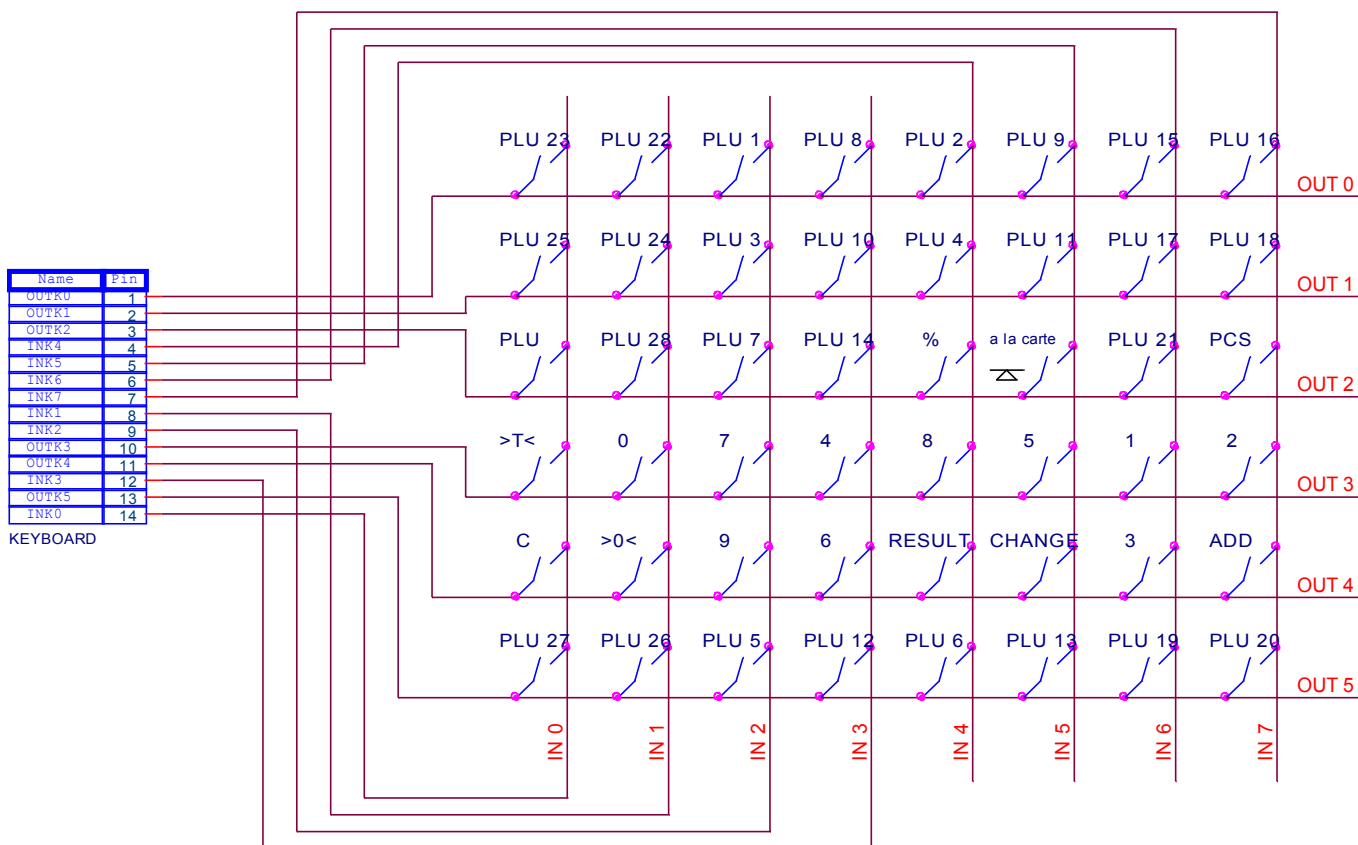 PLU 23 PLU 22 PLU 1 PLU 8 PLU 2 PLU 9 PLU 15 PLU 16
OUT 0
PLU 25 PLU 24 PLU 3 PLU 10 PLU 4 PLU 11 PLU 17 PLU 18
OUT 1
PLU PLU 28 PLU 7 PLU 14 % a la carte PLU 21 PCS
OUT 2
>T< 0 7 4 8 5 1 2
OUT 3
C >0< 9 6 RESULT CHANGE 3 ADD
OUT 4
PLU 27 PLU 26 PLU 5 PLU 12 PLU 6 PLU 13 PLU 19 PLU 20
OUT 5
IN 0 IN 1 IN 2 IN 3 IN 4 IN 5 IN 6 IN 7
Name Pin
OUTK0 1
OUTK1 2
OUTK2 3
INK4 4
INK5 5
INK6 6
INK7 7
INK1 8
INK2 9
OUTK3 10
OUTK4 11
INK3 12
OUTK5 13
INK0 14
KEYBOARD